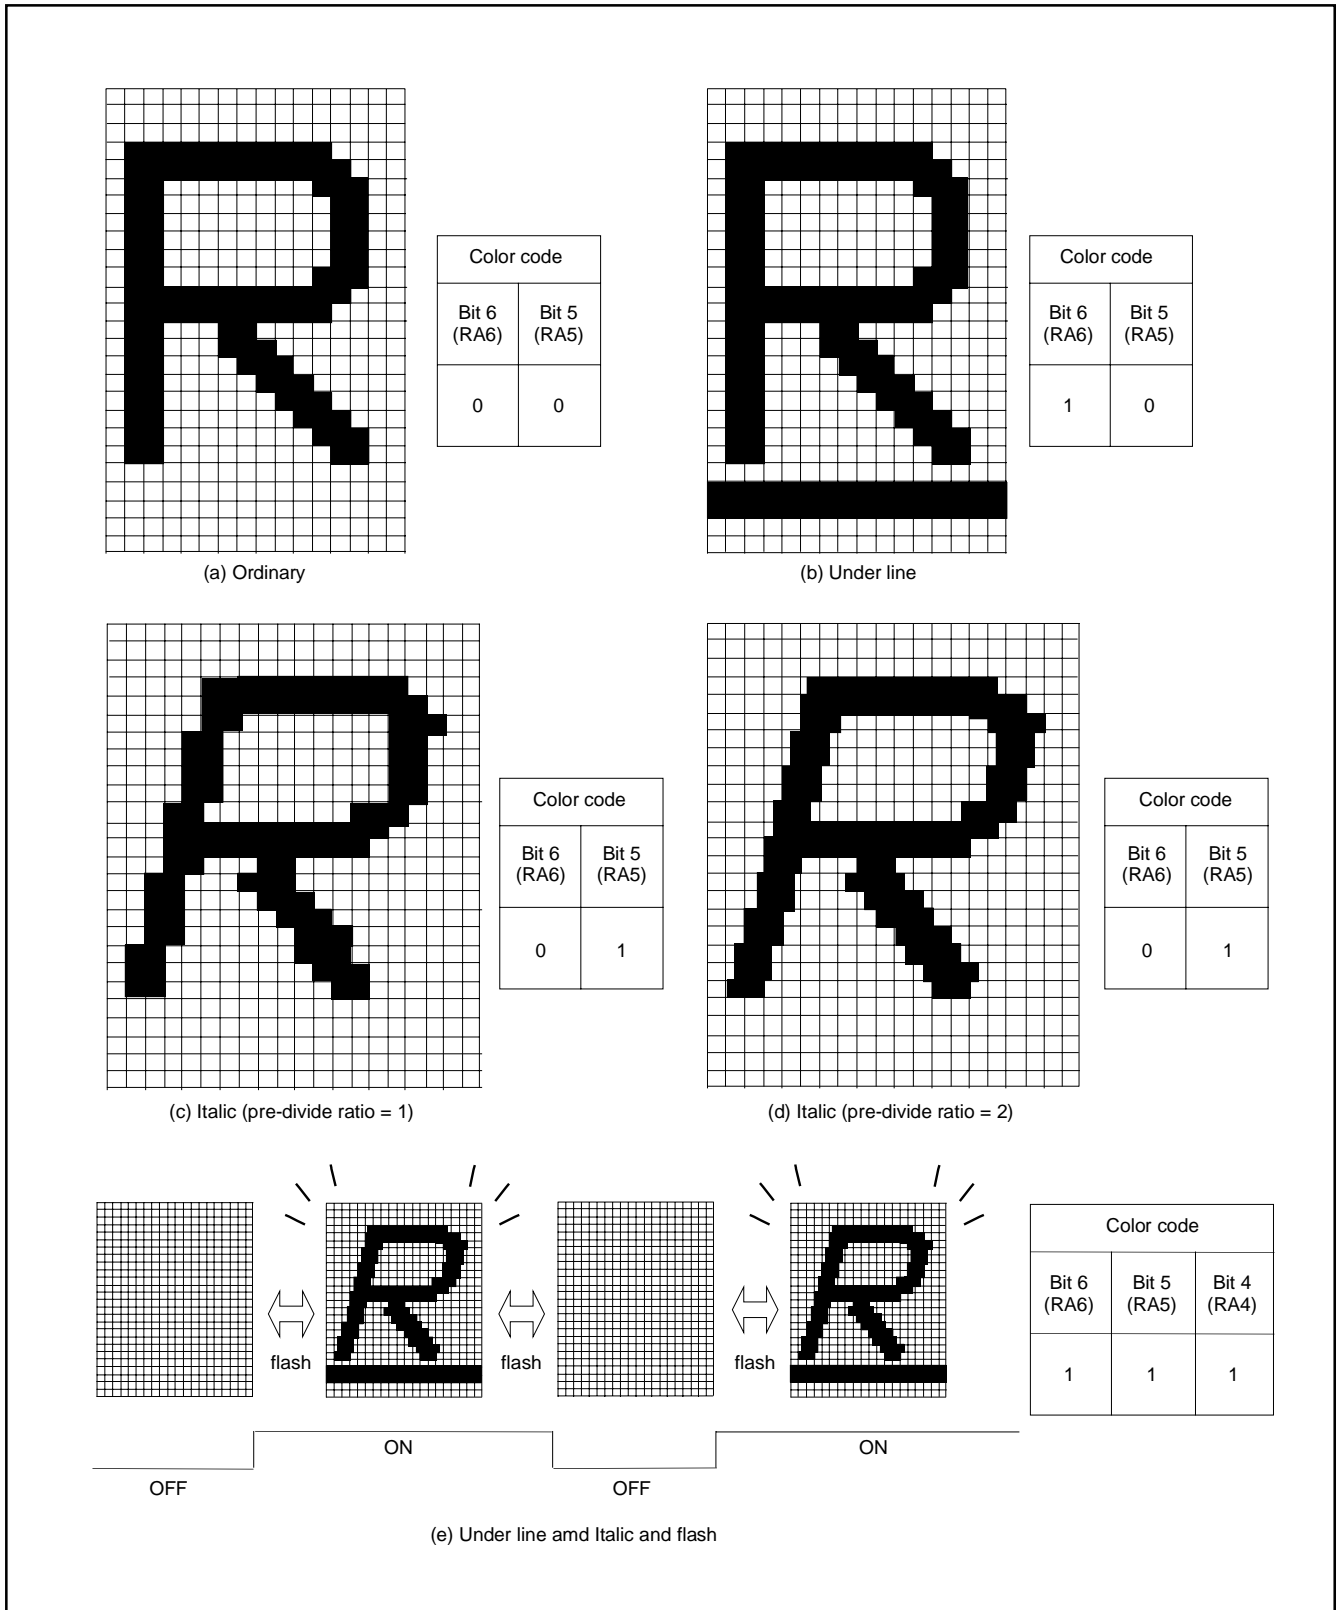 Color code
Bit 6 Bit 5
(RA6) (RA5)
0 0
(a) Ordinary
Color code
Bit 6 Bit 5
(RA6) (RA5)
1 0
(b) Under line
Color code
Bit 6 Bit 5
(RA6) (RA5)
0 1
(c) Italic (pre-divide ratio = 1)
Color code
Bit 6 Bit 5
(RA6) (RA5)
0 1
(d) Italic (pre-divide ratio = 2)
flash flash flash
Color code
Bit 6 Bit 5 Bit 4
(RA6) (RA5) (RA4)
1 1 1
ON ON
OFF OFF
(e) Under line amd Italic and flash